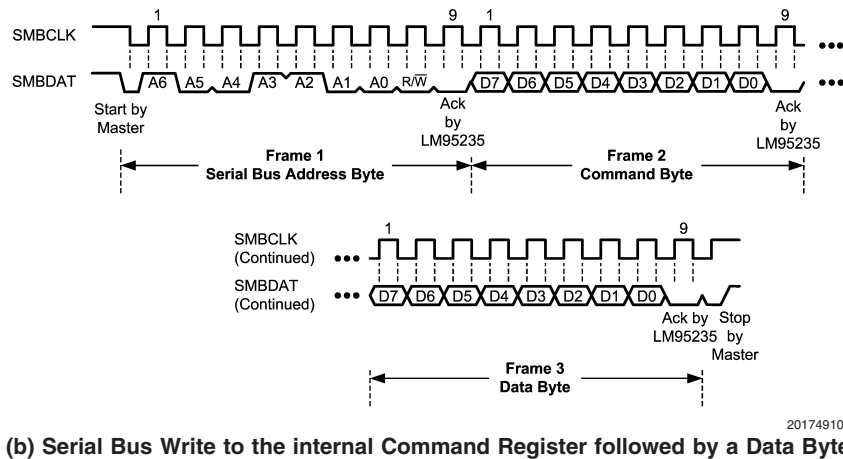 1 9 1 9
SMBCLK
SMBDAT A6 A5 A4 A3 A2 A1 A0 R/W̅ D7 D6 D5 D4 D3 D2 D1 D0
Start by
Master
Ack
by
LM95235
Ack
by
LM95235
Frame 1
Serial Bus Address Byte
Frame 2
Command Byte
1 9
SMBCLK
(Continued)
SMBDAT
(Continued)
D7 D6 D5 D4 D3 D2 D1 D0
Ack by
LM95235
Stop
by
Master
Frame 3
Data Byte
20174910
(b) Serial Bus Write to the internal Command Register followed by a Data Byte